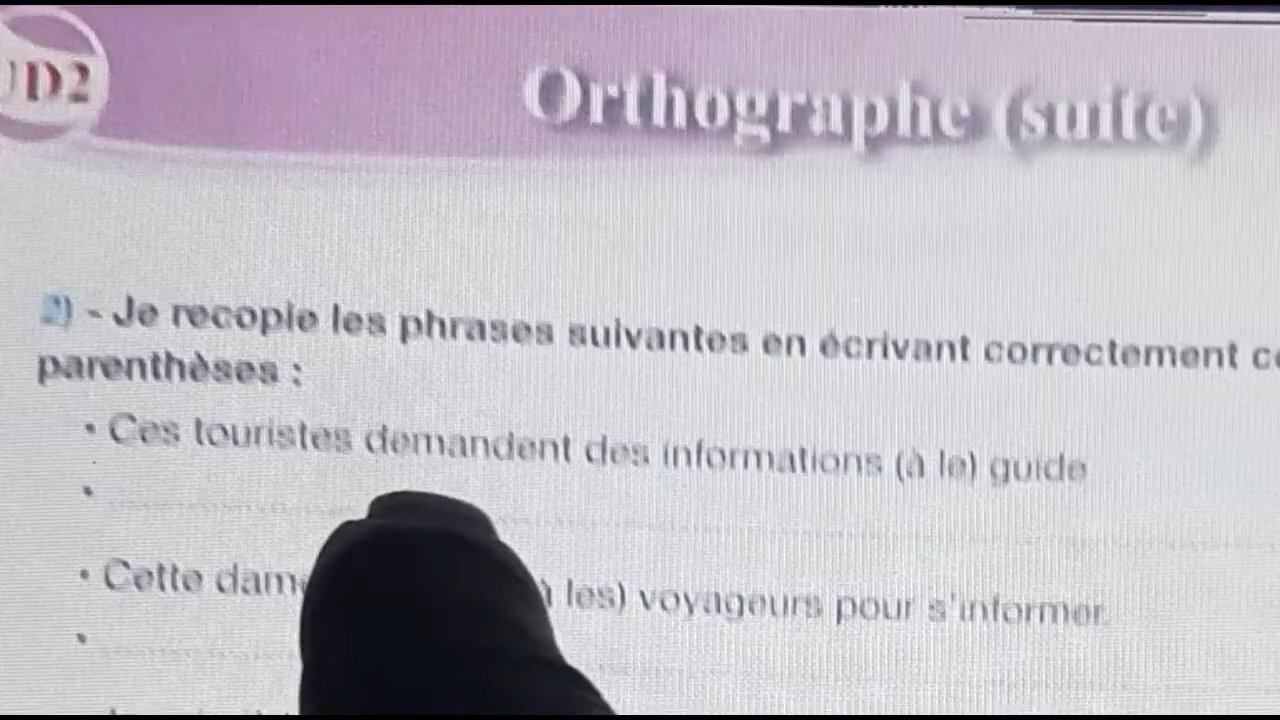 D2
Orthographe (suite)
2) - Je recopie les phrases suivantes en écrivant correctement
parenthèses :
• Ces touristes demandent des informations (à le) guide
•
• Cette dam à les) voyageurs pour s'informer.
•